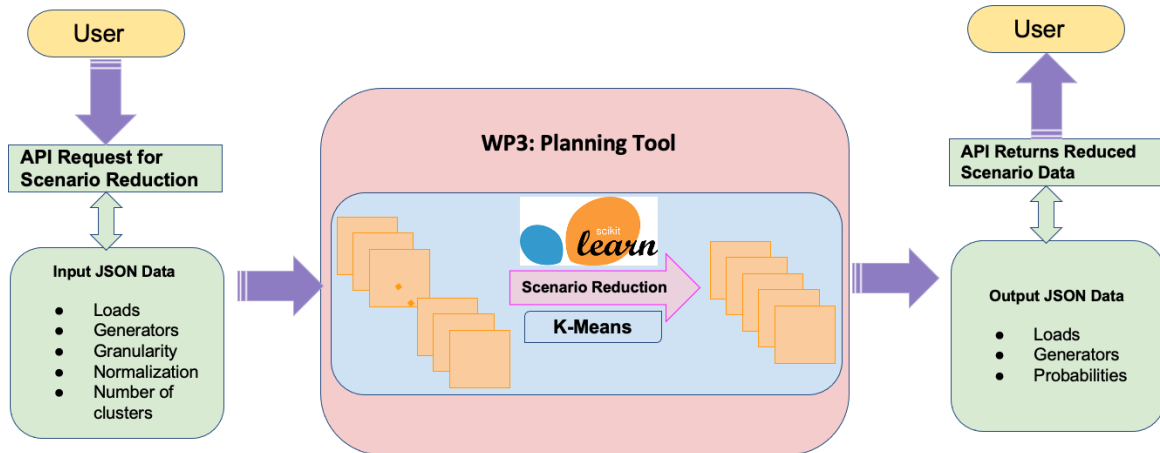 User
API Request for
Scenario Reduction
Input JSON Data
● Loads
● Generators
● Granularity
● Normalization
● Number of
clusters
WP3: Planning Tool
scikit
learn
Scenario Reduction
K-Means
User
API Returns Reduced
Scenario Data
Output JSON Data
● Loads
● Generators
● Probabilities